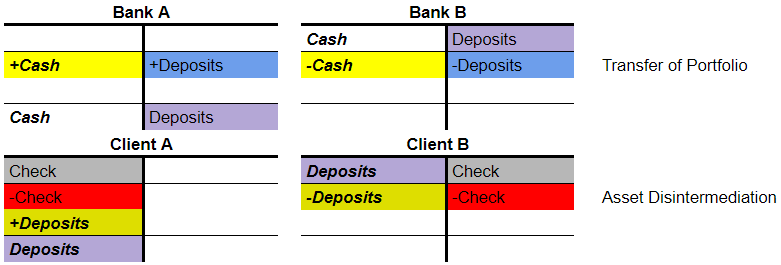 Bank A Bank B
Cash Deposits
+Cash +Deposits -Cash -Deposits Transfer of Portfolio
Cash Deposits
Client A Client B
Check Deposits Check
-Check -Deposits -Check Asset Disintermediation
+Deposits
Deposits